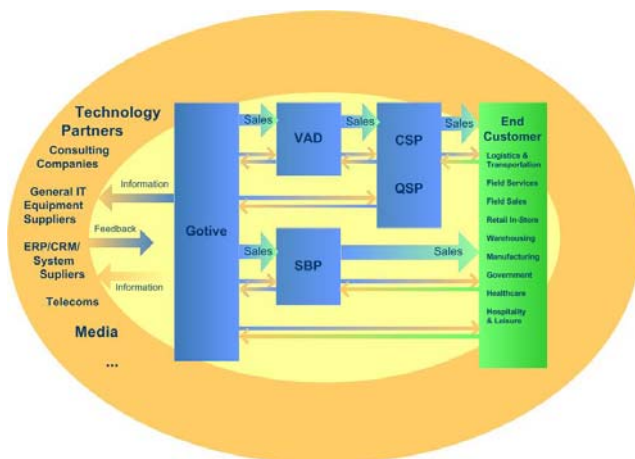 Technology
Partners
Consulting
Companies
General IT
Equipment
Suppliers
ERP/CRM/
System
Supliers
Telecoms
Media
...
Information
Feedback
Information
Gotive
Sales
VAD
Sales
CSP
QSP
Sales
Sales
SBP
Sales
End
Customer
Logistics &
Transportation
Field Services
Field Sales
Retail In-Store
Warehousing
Manufacturing
Government
Healthcare
Hospitality
& Leisure